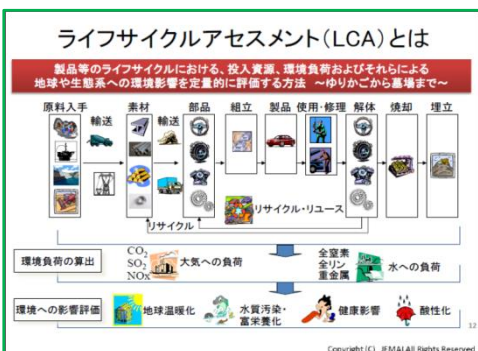 ライフサイクルアセスメント(LCA)とは
製品等のライフサイクルにおける、投入資源、環境負荷およびそれらによる
地球や生態系への環境影響を定量的に評価する方法 ~ゆりかごから墓場まで~
原料入手 輸送 素材 輸送 部品 組立 製品 使用・修理 解体 焼却 埋立
リサイクル・リユース
リサイクル
環境負荷の算出
CO2
SO2
NOx
大気への負荷
全窒素
全リン
重金属
水への負荷
環境への影響評価
地球温暖化
水質汚染・
富栄養化
健康影響
酸性化
12
Copyright (C) JEMAI All Rights Reserved